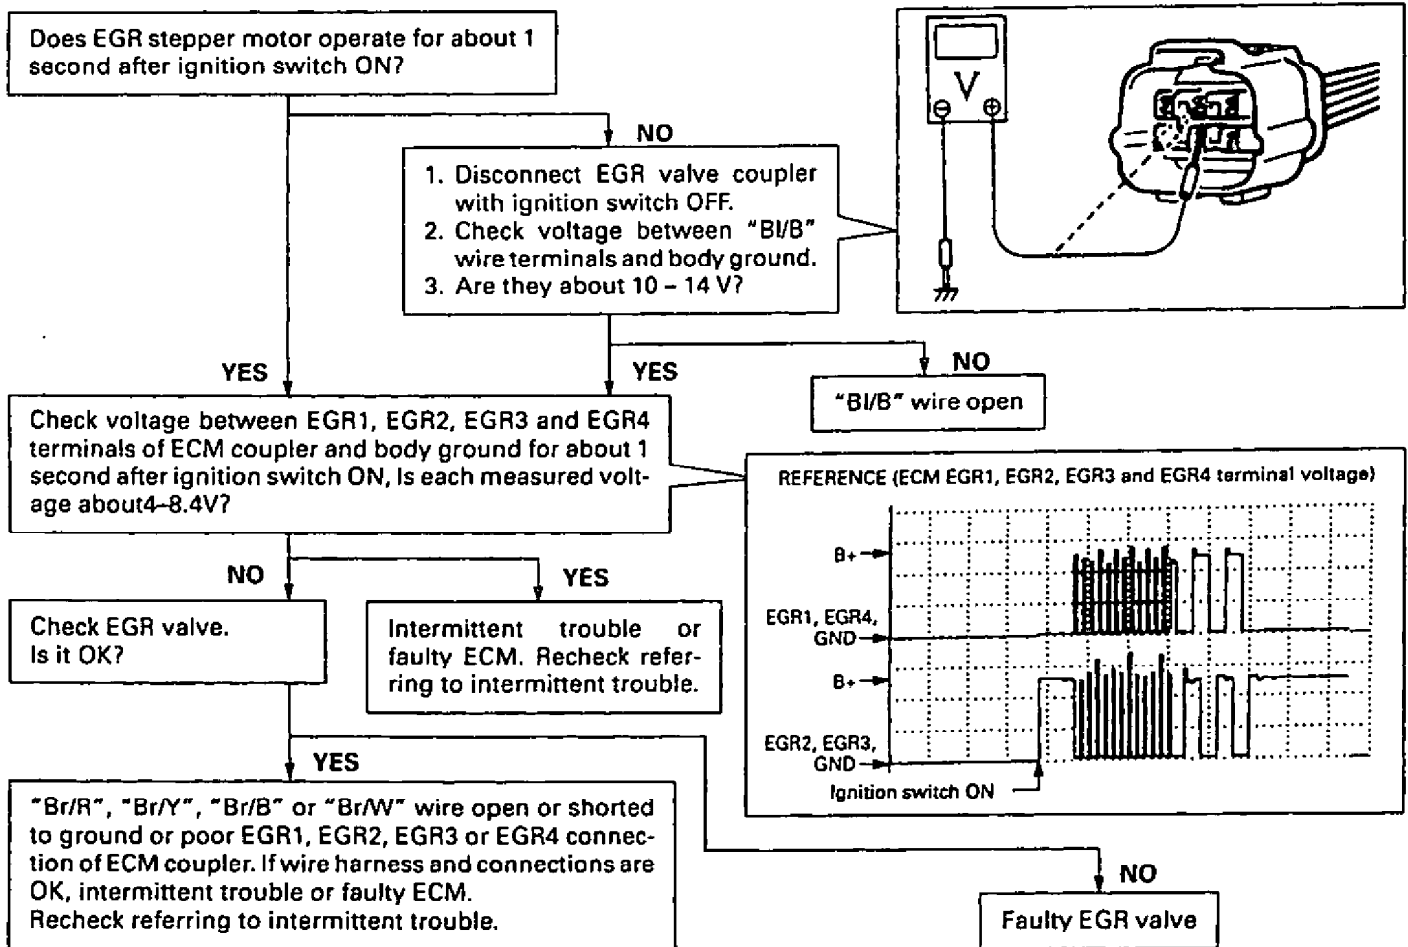 Does EGR stepper motor operate for about 1
second after ignition switch ON?
NO
1. Disconnect EGR valve coupler
with ignition switch OFF.
2. Check voltage between "Bl/B"
wire terminals and body ground.
3. Are they about 10 – 14 V?
V
⊖ ⊕
YES
YES
NO
"Bl/B" wire open
Check voltage between EGR1, EGR2, EGR3 and EGR4
terminals of ECM coupler and body ground for about 1
second after ignition switch ON, Is each measured volt-
age about4–8.4V?
REFERENCE (ECM EGR1, EGR2, EGR3 and EGR4 terminal voltage)
B+
EGR1, EGR4,
GND
B+
EGR2, EGR3,
GND
Ignition switch ON
NO
YES
Check EGR valve.
Is it OK?
Intermittent trouble or
faulty ECM. Recheck refer-
ring to intermittent trouble.
YES
"Br/R", "Br/Y", "Br/B" or "Br/W" wire open or shorted
to ground or poor EGR1, EGR2, EGR3 or EGR4 connec-
tion of ECM coupler. If wire harness and connections are
OK, intermittent trouble or faulty ECM.
Recheck referring to intermittent trouble.
NO
Faulty EGR valve